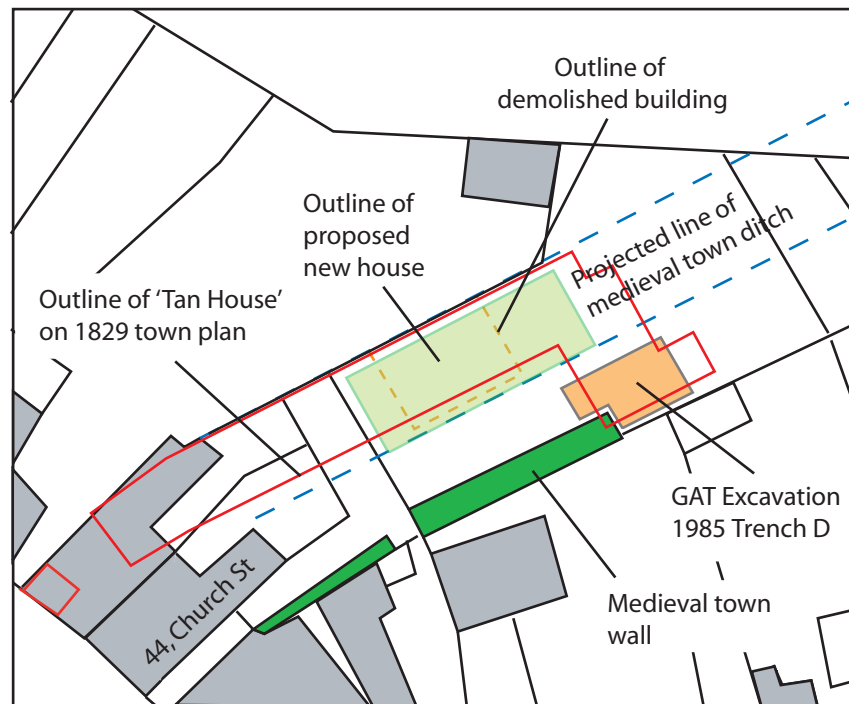 Outline of
demolished building
Outline of
proposed
new house
Projected line of
medieval town ditch
Outline of ‘Tan House’
on 1829 town plan
GAT Excavation
1985 Trench D
44, Church St
Medieval town
wall